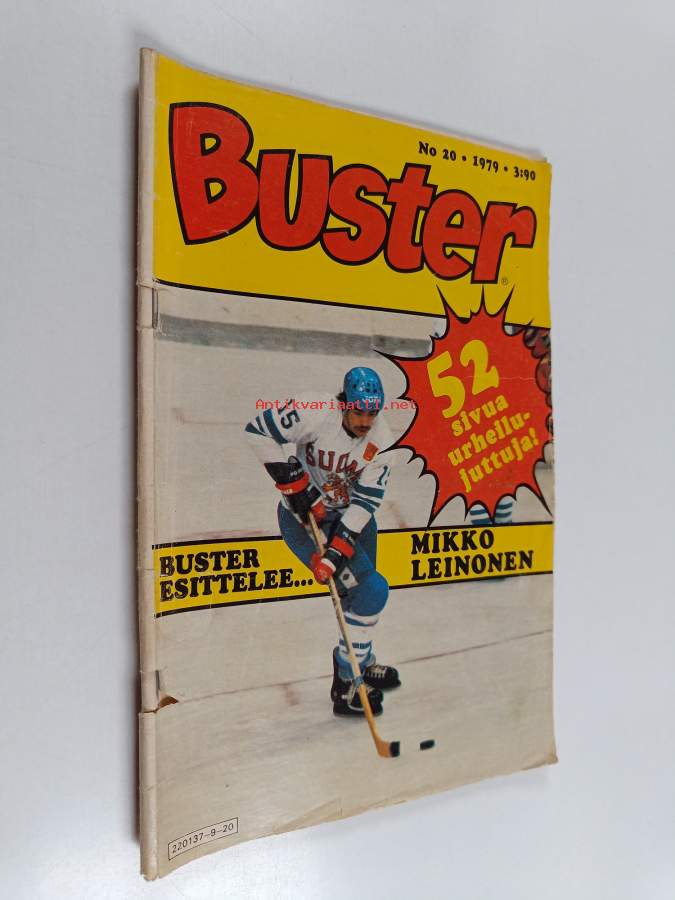 No 20 • 1979 • 3:90
Buster
®
52
sivua
urheilu-
juttuja!
Antikvariaatti.net
15
SUOMI
15
BUSTER
ESITTELEE...
MIKKO
LEINONEN
220137-9-20